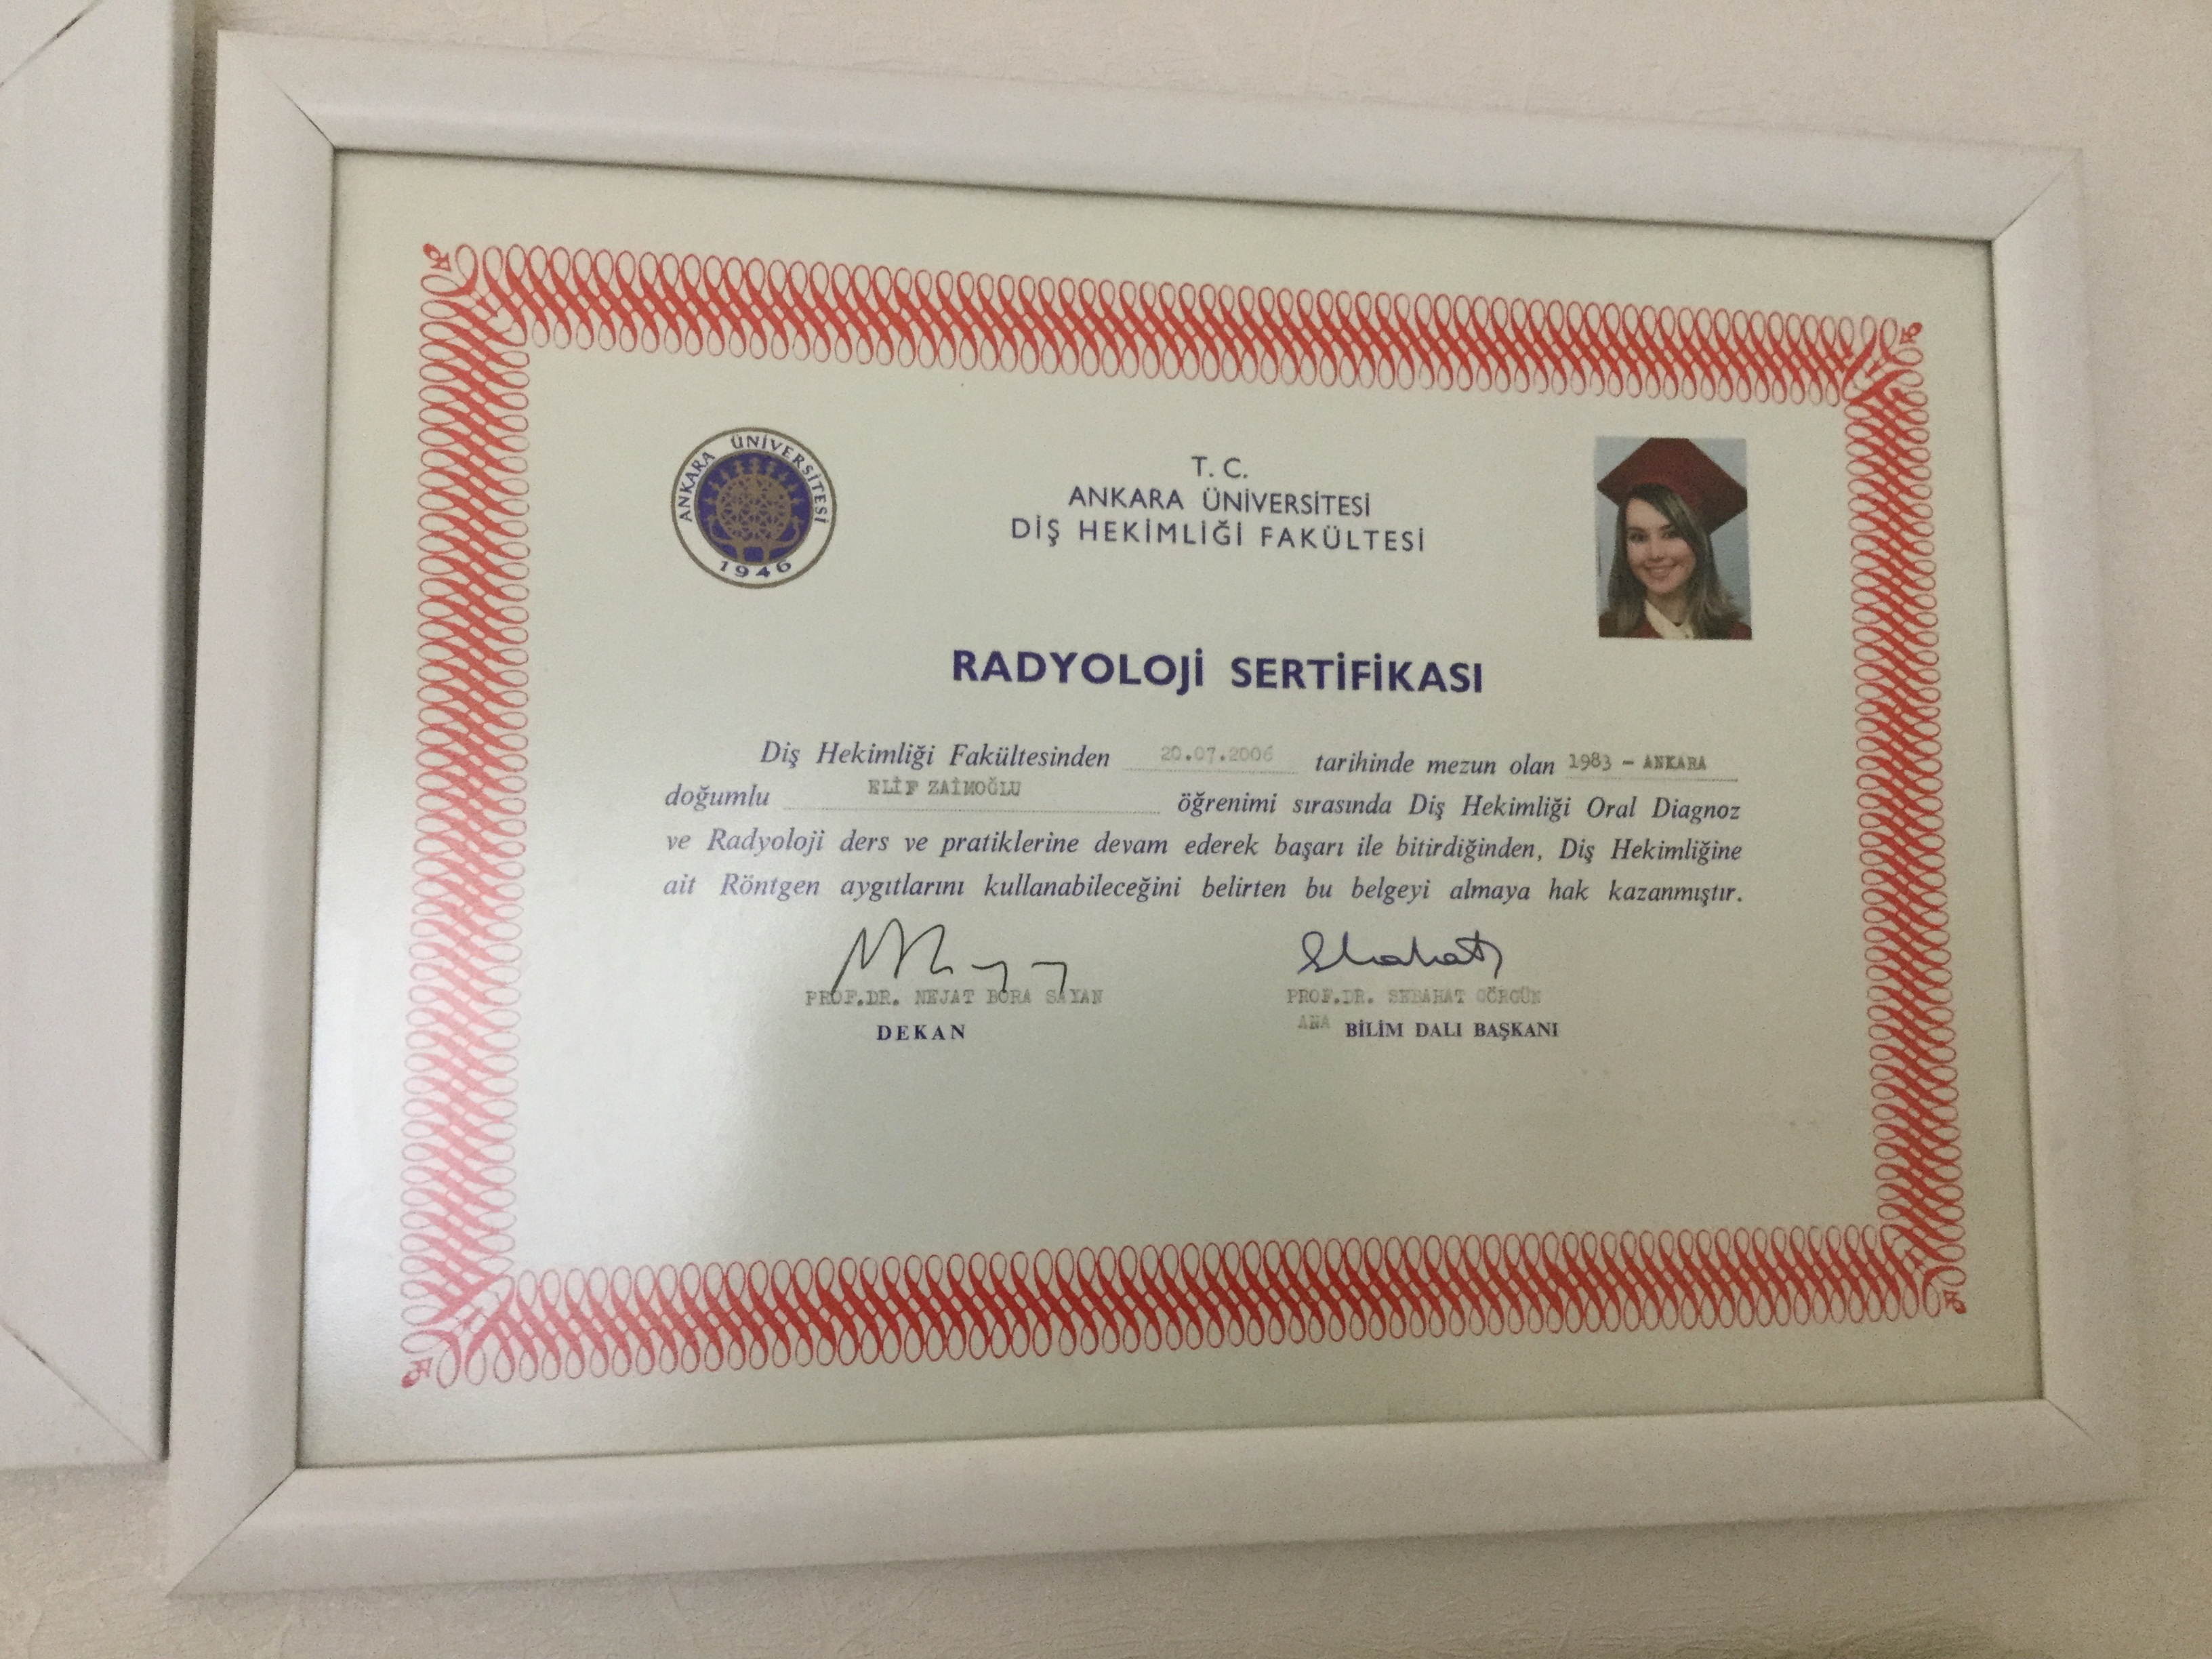 ANKARA ÜNİVERSİTESİ
1946
T. C.
ANKARA ÜNİVERSİTESİ
DİŞ HEKİMLİĞİ FAKÜLTESİ
RADYOLOJİ SERTİFİKASI
Diş Hekimliği Fakültesinden 20.07.2006 tarihinde mezun olan 1983 - ANKARA
doğumlu ELİF ZAİMOĞLU öğrenimi sırasında Diş Hekimliği Oral Diagnoz
ve Radyoloji ders ve pratiklerine devam ederek başarı ile bitirdiğinden, Diş Hekimliğine
ait Röntgen aygıtlarını kullanabileceğini belirten bu belgeyi almaya hak kazanmıştır.
PROF.DR. NEJAT BORA SAYAN
DEKAN
PROF.DR. SEBAHAT GÖRGÜN
ANA BİLİM DALI BAŞKANI